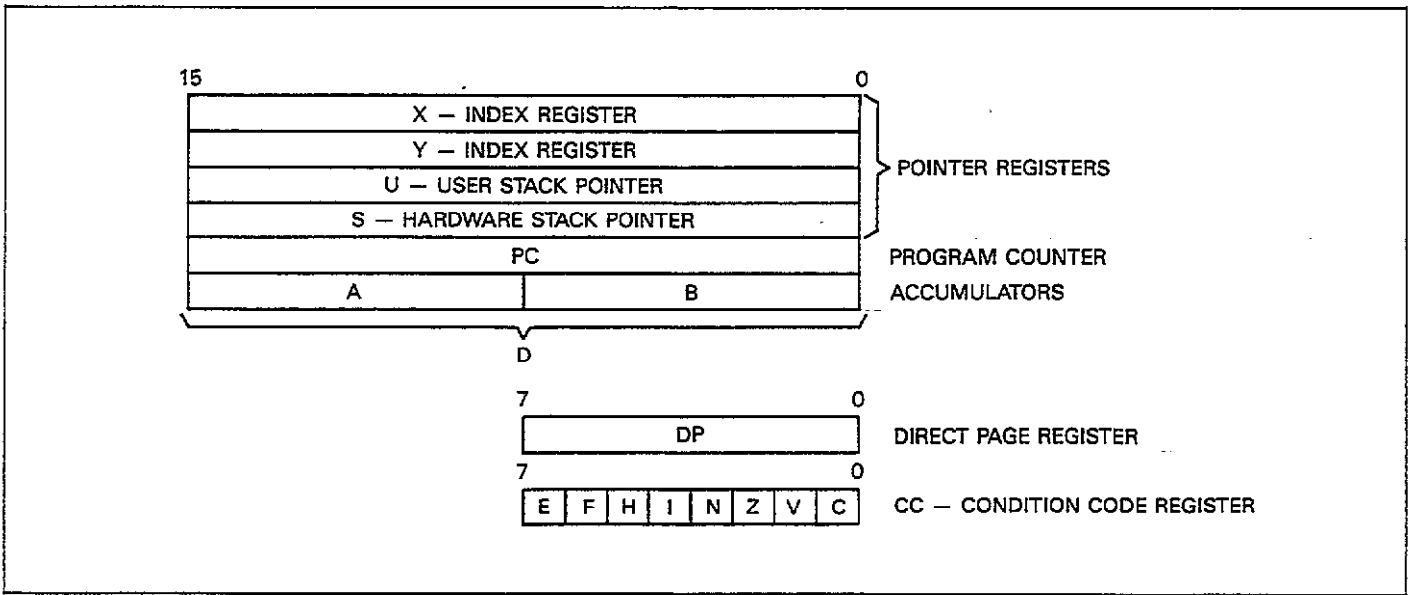 15 0
X — INDEX REGISTER
Y — INDEX REGISTER
U — USER STACK POINTER
S — HARDWARE STACK POINTER
POINTER REGISTERS
PC PROGRAM COUNTER
A B ACCUMULATORS
D
7 0
DP DIRECT PAGE REGISTER
7 0
E F H I N Z V C CC — CONDITION CODE REGISTER